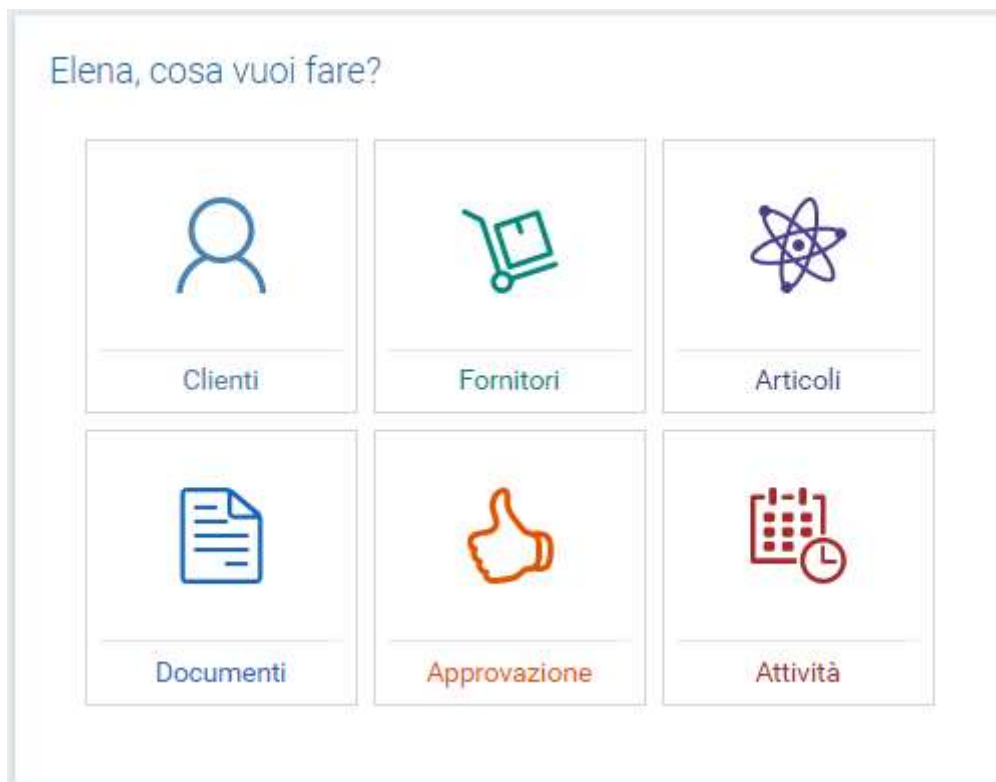 Elena, cosa vuoi fare?
Clienti
Fornitori
Articoli
Documenti
Approvazione
Attività